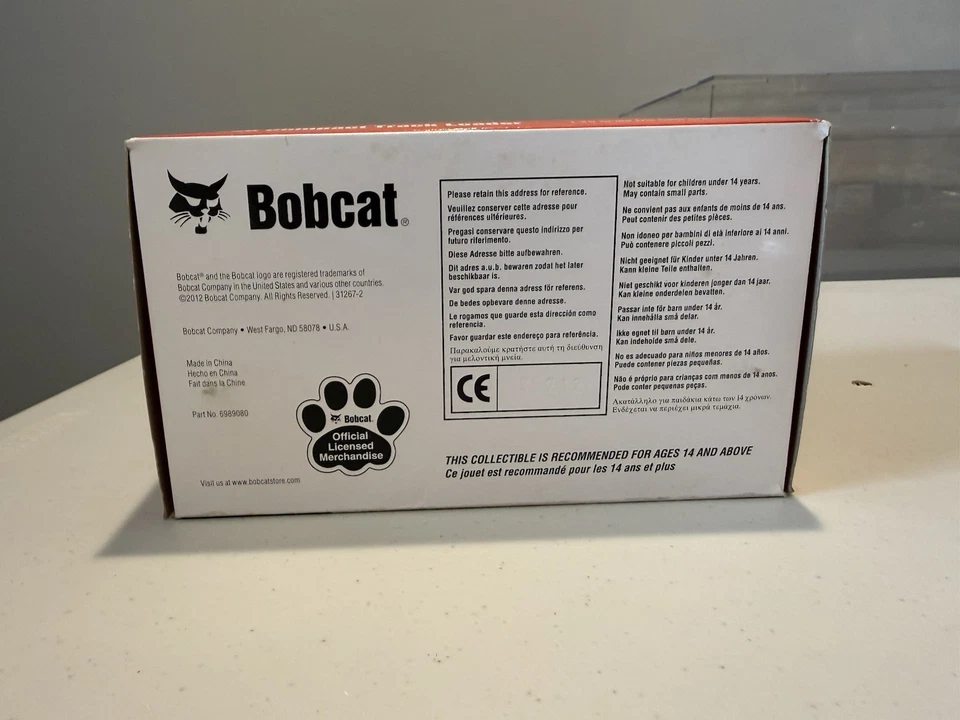 Compact Track Loader
Bobcat®
Bobcat® and the Bobcat logo are registered trademarks of
Bobcat Company in the United States and various other countries.
©2012 Bobcat Company. All Rights Reserved. | 31267-2
Bobcat Company • West Fargo, ND 58078 • U.S.A.
Made in China
Hecho en China
Fait dans la Chine
Part No. 6989080
Bobcat.
Official
Licensed
Merchandise
Visit us at www.bobcatstore.com
Please retain this address for reference.
Veuillez conserver cette adresse pour
références ulférieures.
Pregasi conservare questo indirizzo per
futuro riferimento.
Diese Adresse bitte aufbewahren.
Dit adres a.u.b. bewaren zodat het later
beschikbaar is.
Var god spara denna adress för referens.
De bedes opbevare denne adresse.
Le rogamos que guarde esta dirección como
referencia.
Favor guardar este endereço para referência.
Παρακαλούμε κρατήστε αυτή τη διεύθυνση
για μελοντική μνεία.
CE
Not suitable for children under 14 years.
May contain small parts.
Ne convient pas aux enfants de moins de 14 ans.
Peut contenir des petites pièces.
Non idoneo per bambini di età inferiore ai 14 anni.
Può contenere piccoli pezzi.
Nicht geeignet für Kinder unter 14 Jahren.
Kann kleine Teile enthalten.
Niet geschikt voor kinderen jonger dan 14 jaar.
Kan kleine onderdelen bevatten.
Passar inte för barn under 14 år.
Kan innehålla små delar.
Ikke egnet til børn under 14 år.
Kan indeholde små dele.
No es adecuado para niños menores de 14 años.
Puede contener piezas pequeñas.
Não é próprio para crianças com menos de 14 anos.
Pode conter pequenas peças.
Ακατάλληλο για παιδάκια κάτω των 14 χρονων.
Ενδέχεται να περιέχει μικρά τεμάχια.
THIS COLLECTIBLE IS RECOMMENDED FOR AGES 14 AND ABOVE
Ce jouet est recommandé pour les 14 ans et plus